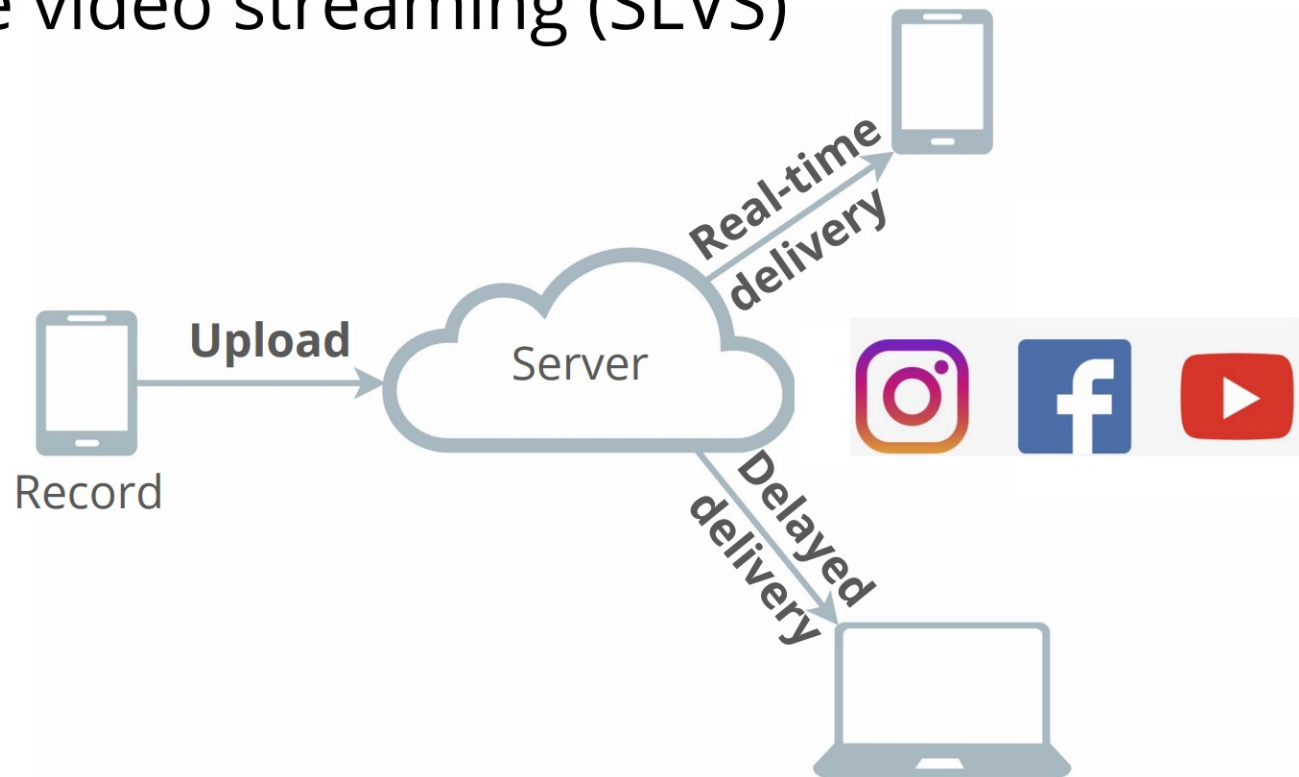 e video streaming (SLVS)
Real-time
delivery
Upload
Server
Record
Delayed
delivery